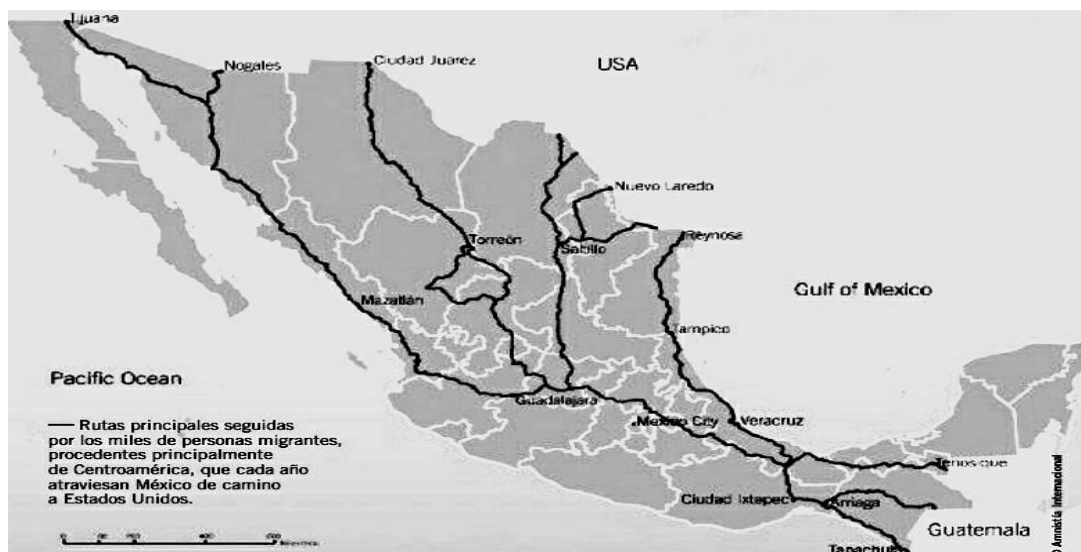 Tijuana
Nogales
Ciudad Juarez
USA
Nuevo Laredo
Torreón
Saltillo
Reynosa
Mazatlán
Gulf of Mexico
Tampico
Pacific Ocean
Guadalajara
Mexico City
Veracruz
— Rutas principales seguidas
por los miles de personas migrantes,
procedentes principalmente
de Centroamérica, que cada año
atraviesan México de camino
a Estados Unidos.
Tenosique
Ciudad Ixtepec
Arriaga
Guatemala
Tapachula
© Amnistía Internacional
0